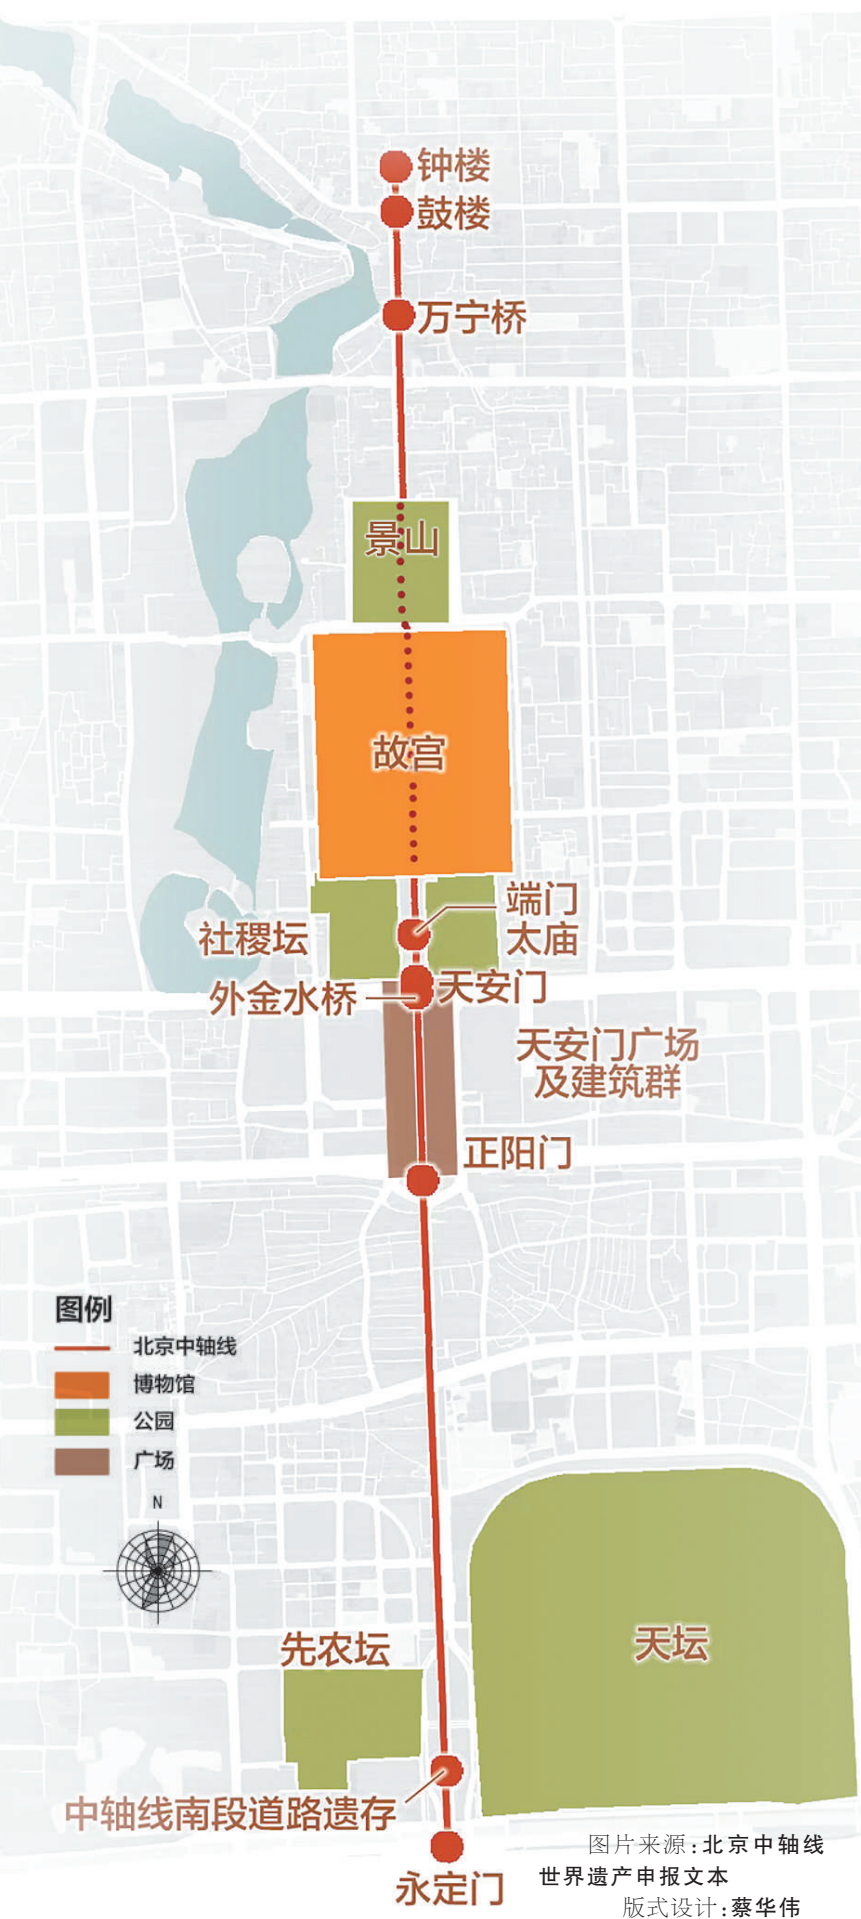 钟楼
鼓楼
万宁桥
景山
故宫
端门
太庙
社稷坛
天安门
外金水桥
天安门广场
及建筑群
正阳门
图例
北京中轴线
博物馆
公园
广场
N
先农坛
天坛
中轴线南段道路遗存
永定门
图片来源:北京中轴线
世界遗产申报文本
版式设计:蔡华伟